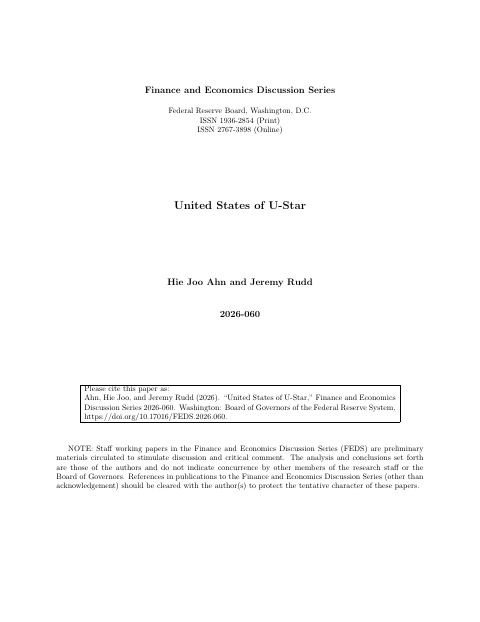 Finance and Economics Discussion Series
Federal Reserve Board, Washington, D.C.
ISSN 1936-2854 (Print)
ISSN 2767-3898 (Online)
United States of U-Star
Hie Joo Ahn and Jeremy Rudd
2026-060
Please cite this paper as:
Ahn, Hie Joo, and Jeremy Rudd (2026). “United States of U-Star,” Finance and Economics
Discussion Series 2026-060. Washington: Board of Governors of the Federal Reserve System,
https://doi.org/10.17016/FEDS.2026.060.
NOTE: Staff working papers in the Finance and Economics Discussion Series (FEDS) are preliminary
materials circulated to stimulate discussion and critical comment. The analysis and conclusions set forth
are those of the authors and do not indicate concurrence by other members of the research staff or the
Board of Governors. References in publications to the Finance and Economics Discussion Series (other than
acknowledgement) should be cleared with the author(s) to protect the tentative character of these papers.